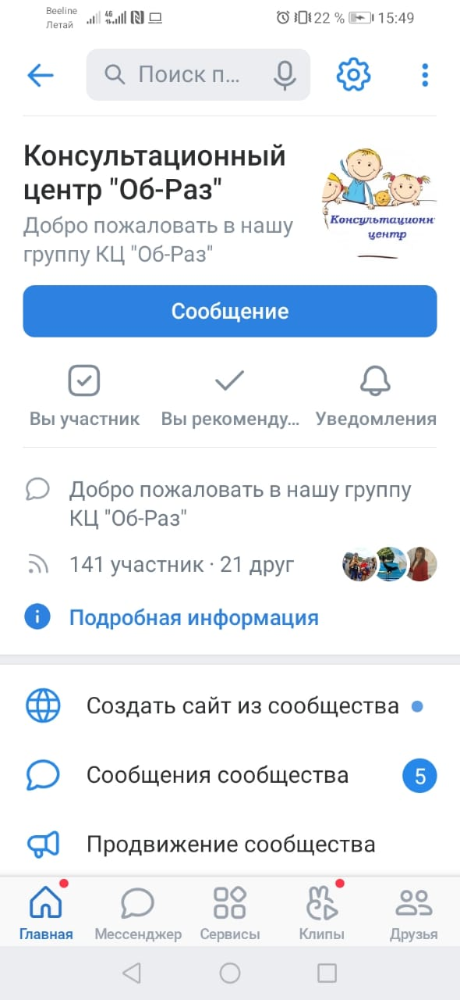 Beeline
Летай
4G
22 %
15:49
Поиск п...
Консультационный
центр "Об-Раз"
Добро пожаловать в нашу
группу КЦ "Об-Раз"
Консультационн
центр
Сообщение
Вы участник
Вы рекоменду...
Уведомления
Добро пожаловать в нашу группу
КЦ "Об-Раз"
141 участник · 21 друг
Подробная информация
Создать сайт из сообщества
Сообщения сообщества
5
Продвижение сообщества
Главная
Мессенджер
Сервисы
Клипы
Друзья